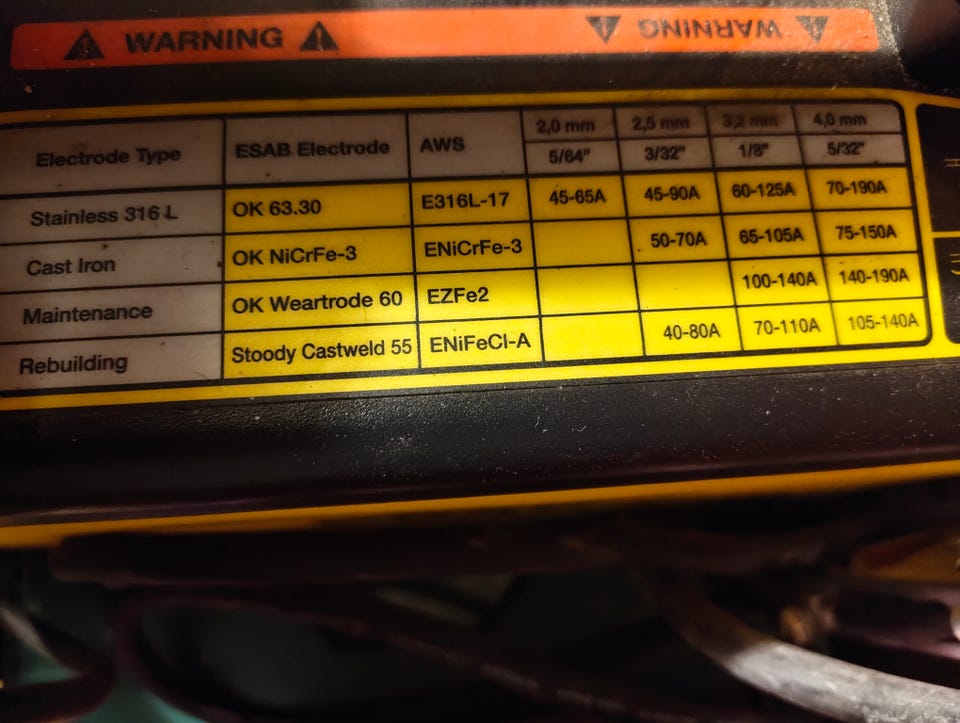 WARNING WARNING
Electrode Type ESAB Electrode AWS 2,0 mm 2,5 mm 3,2 mm 4,0 mm
5/64" 3/32" 1/8" 5/32"
Stainless 316 L OK 63.30 E316L-17 45-65A 45-90A 60-125A 70-190A
Cast Iron OK NiCrFe-3 ENiCrFe-3 50-70A 65-105A 75-150A
Maintenance OK Weartrode 60 EZFe2 100-140A 140-190A
Rebuilding Stoody Castweld 55 ENiFeCl-A 40-80A 70-110A 105-140A